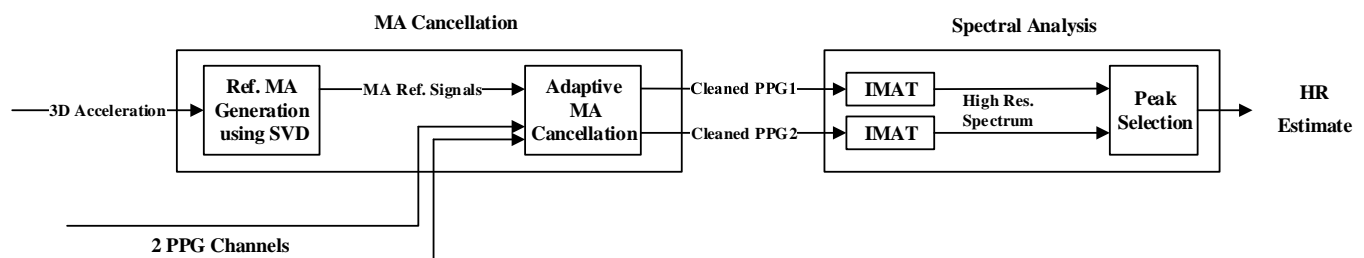 MA Cancellation
Spectral Analysis
3D Acceleration
Ref. MA
Generation
using SVD
MA Ref. Signals
Adaptive
MA
Cancellation
Cleaned PPG1
Cleaned PPG2
IMAT
IMAT
High Res.
Spectrum
Peak
Selection
HR
Estimate
2 PPG Channels